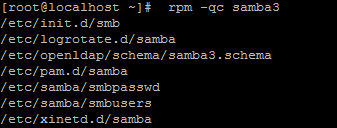 [root@localhost ~]#  rpm -qc samba3
/etc/init.d/smb
/etc/logrotate.d/samba
/etc/openldap/schema/samba3.schema
/etc/pam.d/samba
/etc/samba/smbpasswd
/etc/samba/smbusers
/etc/xinetd.d/samba